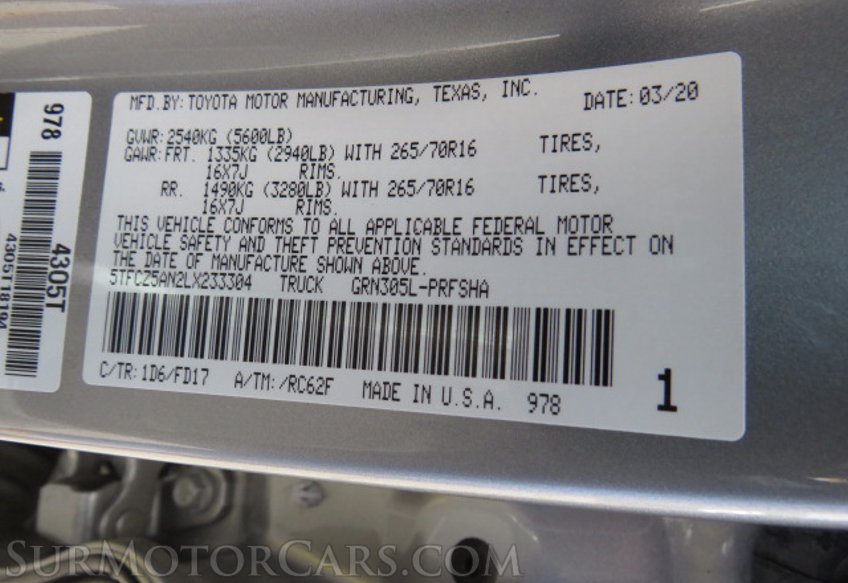 MFD.BY:TOYOTA MOTOR MANUFACTURING, TEXAS, INC. DATE:03/20
GVWR:2540KG (5600LB)
GAWR:FRT. 1335KG (2940LB) WITH 265/70R16 TIRES,
16X7J RIMS.
RR. 1490KG (3280LB) WITH 265/70R16 TIRES,
16X7J RIMS.
THIS VEHICLE CONFORMS TO ALL APPLICABLE FEDERAL MOTOR
VEHICLE SAFETY AND THEFT PREVENTION STANDARDS IN EFFECT ON
THE DATE OF MANUFACTURE SHOWN ABOVE.
5TFCZ5AN2LX233304 TRUCK GRN305L-PRFSHA
C/TR:1D6/FD17 A/TM:/RC62F MADE IN U.S.A. 978 1
978
4305T
4305T18194
SURMOTORCARS.COM